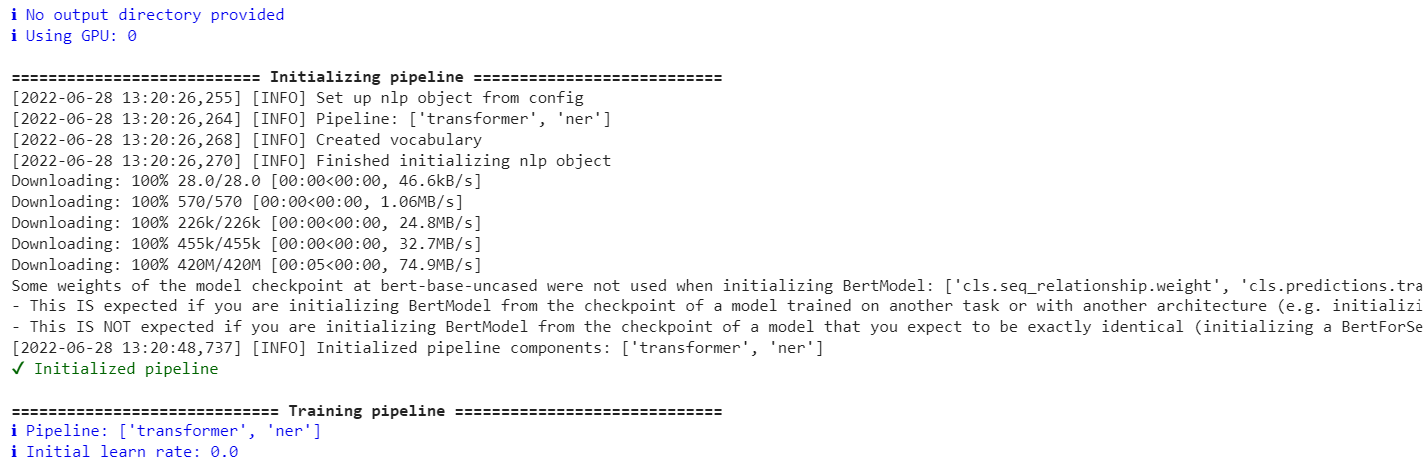 ℹ No output directory provided
ℹ Using GPU: 0
=========================== Initializing pipeline ===========================
[2022-06-28 13:20:26,255] [INFO] Set up nlp object from config
[2022-06-28 13:20:26,264] [INFO] Pipeline: ['transformer', 'ner']
[2022-06-28 13:20:26,268] [INFO] Created vocabulary
[2022-06-28 13:20:26,270] [INFO] Finished initializing nlp object
Downloading: 100% 28.0/28.0 [00:00<00:00, 46.6kB/s]
Downloading: 100% 570/570 [00:00<00:00, 1.06MB/s]
Downloading: 100% 226k/226k [00:00<00:00, 24.8MB/s]
Downloading: 100% 455k/455k [00:00<00:00, 32.7MB/s]
Downloading: 100% 420M/420M [00:05<00:00, 74.9MB/s]
Some weights of the model checkpoint at bert-base-uncased were not used when initializing BertModel: ['cls.seq_relationship.weight', 'cls.predictions.tra
- This IS expected if you are initializing BertModel from the checkpoint of a model trained on another task or with another architecture (e.g. initializi
- This IS NOT expected if you are initializing BertModel from the checkpoint of a model that you expect to be exactly identical (initializing a BertForSe
[2022-06-28 13:20:48,737] [INFO] Initialized pipeline components: ['transformer', 'ner']
✔ Initialized pipeline
============================= Training pipeline =============================
ℹ Pipeline: ['transformer', 'ner']
ℹ Initial learn rate: 0.0